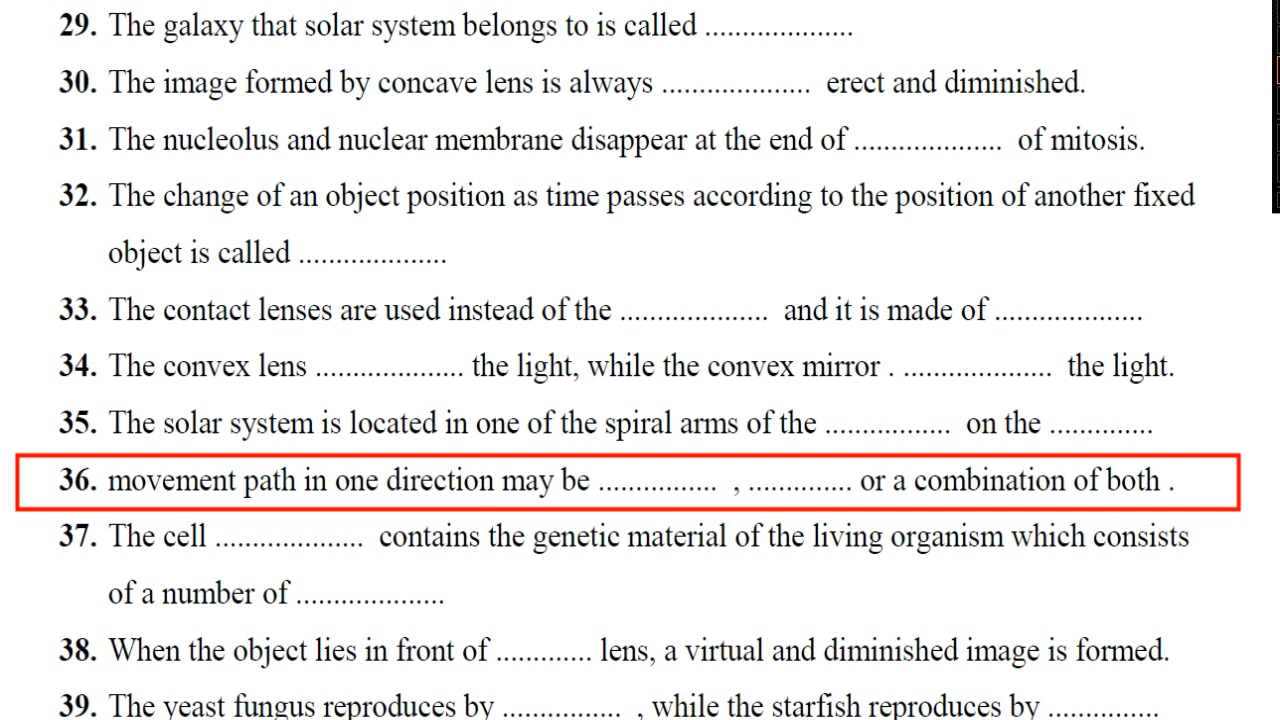 29. The galaxy that solar system belongs to is called ....................
30. The image formed by concave lens is always .................... erect and diminished.
31. The nucleolus and nuclear membrane disappear at the end of .................... of mitosis.
32. The change of an object position as time passes according to the position of another fixed
object is called ....................
33. The contact lenses are used instead of the .................... and it is made of ....................
34. The convex lens .................... the light, while the convex mirror . .................... the light.
35. The solar system is located in one of the spiral arms of the ................. on the ..............
36. movement path in one direction may be ................ , .............. or a combination of both .
37. The cell .................... contains the genetic material of the living organism which consists
of a number of ....................
38. When the object lies in front of ............. lens, a virtual and diminished image is formed.
39. The yeast fungus reproduces by ................ , while the starfish reproduces by ...............